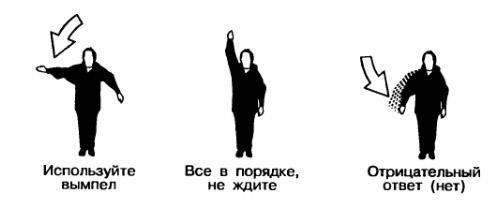 Используйте
вымпел
Все в порядке,
не ждите
Отрицательный
ответ (нет)